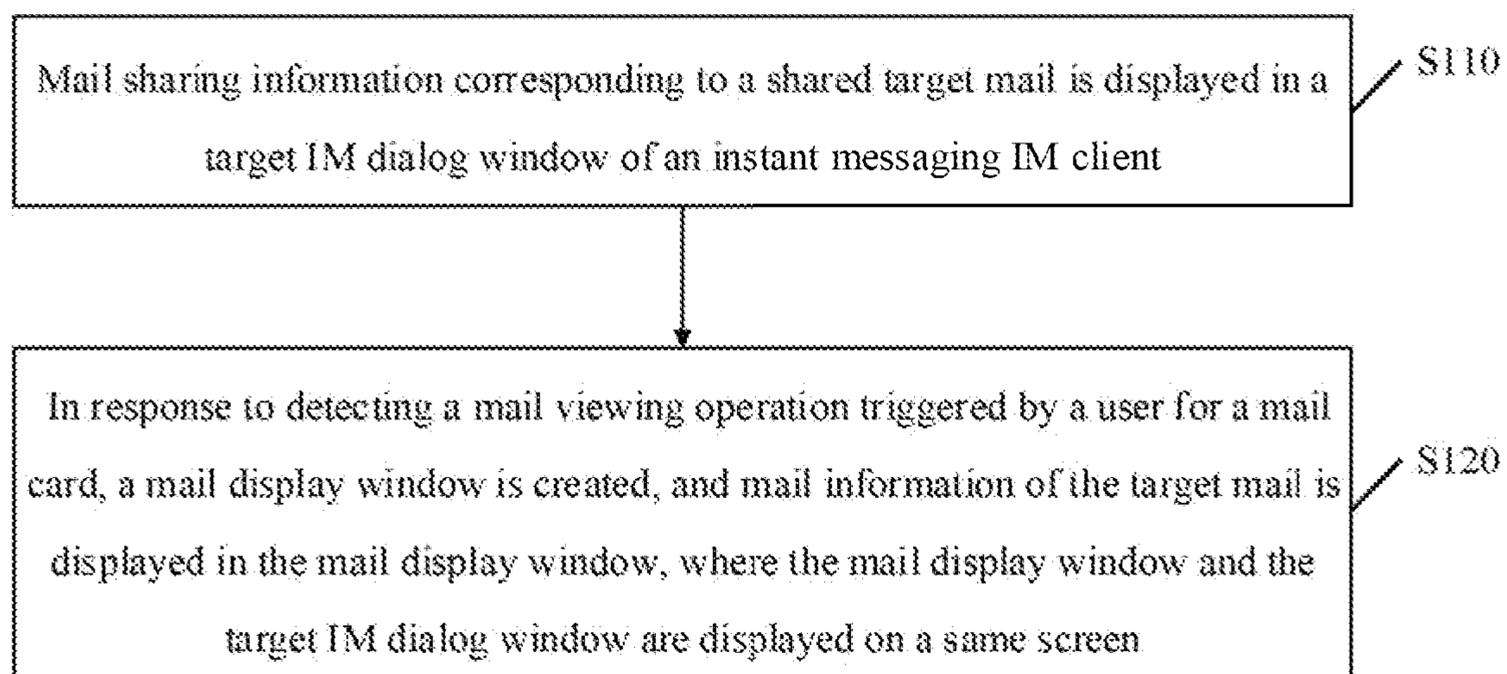 Mail sharing information corresponding to a shared target mail is displayed in a
target IM dialog window of an instant messaging IM client
S110
In response to detecting a mail viewing operation triggered by a user for a mail
card, a mail display window is created, and mail information of the target mail is
displayed in the mail display window, where the mail display window and the
target IM dialog window are displayed on a same screen
S120